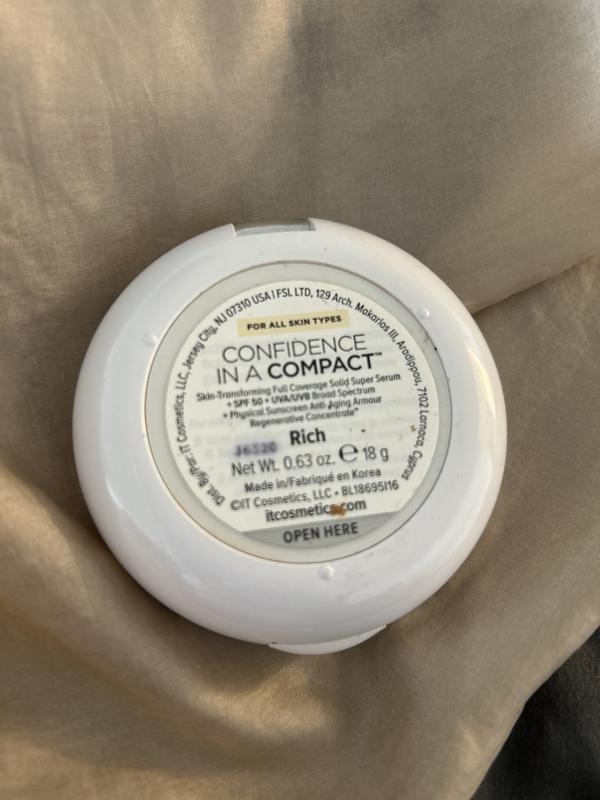 Dist. By/Par: IT Cosmetics, LLC, Jersey City, NJ 07310 USA | FSL LTD, 129 Arch. Makarios III, Aradippou, 7102 Larnaca, Cyprus
FOR ALL SKIN TYPES
CONFIDENCE
IN A COMPACT™
Skin-Transforming Full Coverage Solid Super Serum
+ SPF 50 + UVA/UVB Broad Spectrum
+ Physical Sunscreen Anti-Aging Armour
Regenerative Concentrate™
Rich
Net Wt. 0.63 oz. ℮ 18 g
Made in/Fabriqué en Korea
©IT Cosmetics, LLC • BL18695I16
itcosmetics.com
OPEN HERE